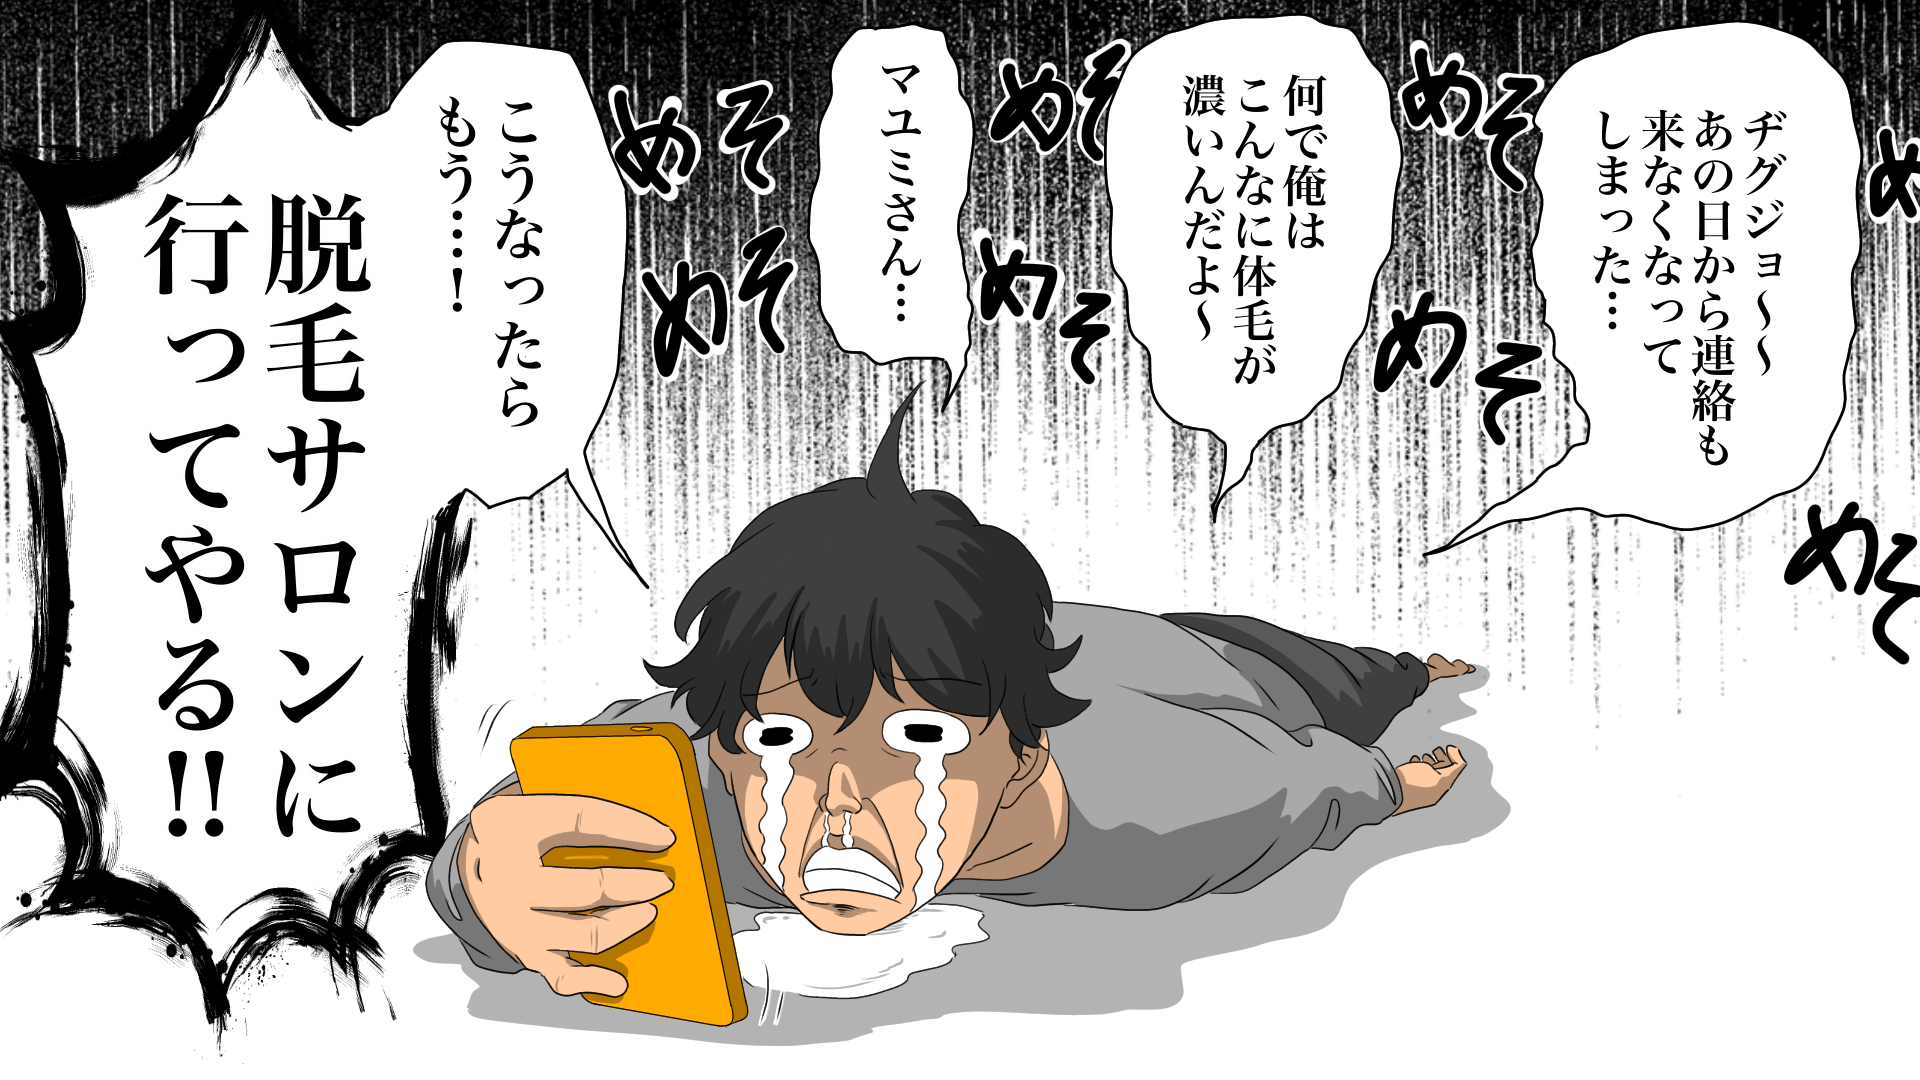 ヂグジョ～～
あの日から連絡も
来なくなって
しまった…
何で俺は
こんなに体毛が
濃いんだよ～
マユミさん…
こうなったら
もう……！
脱毛サロンに
行ってやる!!
めそ
めそ
めそ
めそ
めそ
めそ
めそ
め